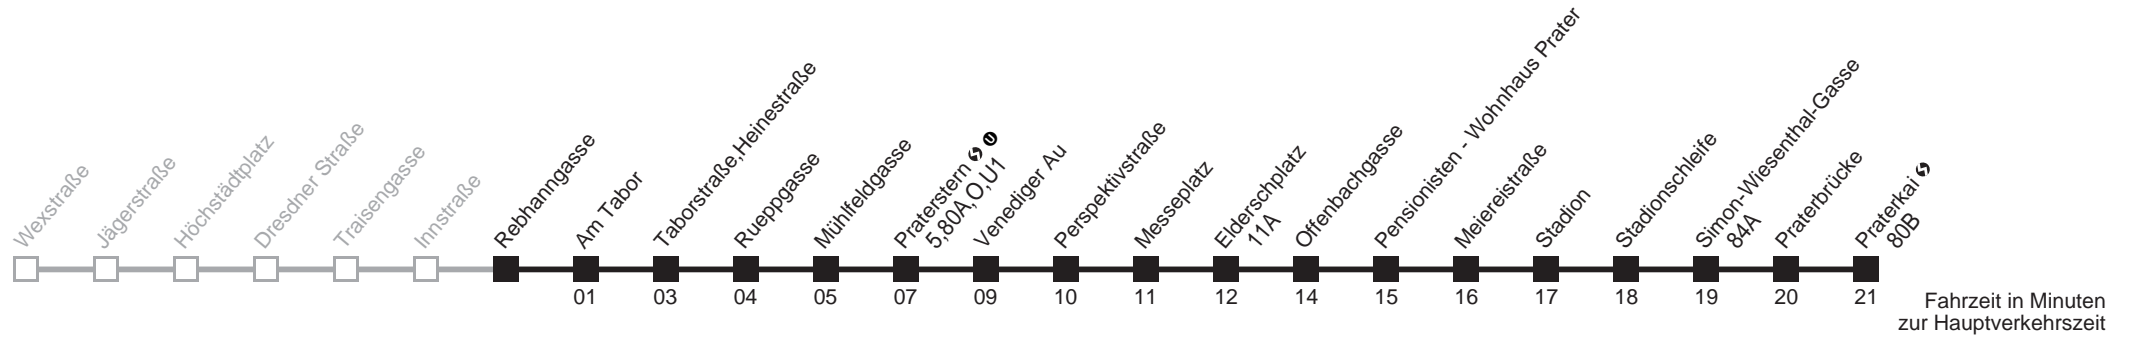 Wexstraße
Jägerstraße
Höchstädtplatz
Dresdner Straße
Traisengasse
Innstraße
Rebhanngasse
Am Tabor
Taborstraße,Heinestraße
Rueppgasse
Mühlfeldgasse
Praterstern S U
5,80A,O,U1
Venediger Au
Perspektivstraße
Messeplatz
Elderschplatz
11A
Offenbachgasse
Pensionisten - Wohnhaus Prater
Meiereistraße
Stadion
Stadionschleife
Simon-Wiesenthal-Gasse
84A
Praterbrücke
Praterkai S
80B
01 03 04 05 07 09 10 11 12 14 15 16 17 18 19 20 21
Fahrzeit in Minuten
zur Hauptverkehrszeit